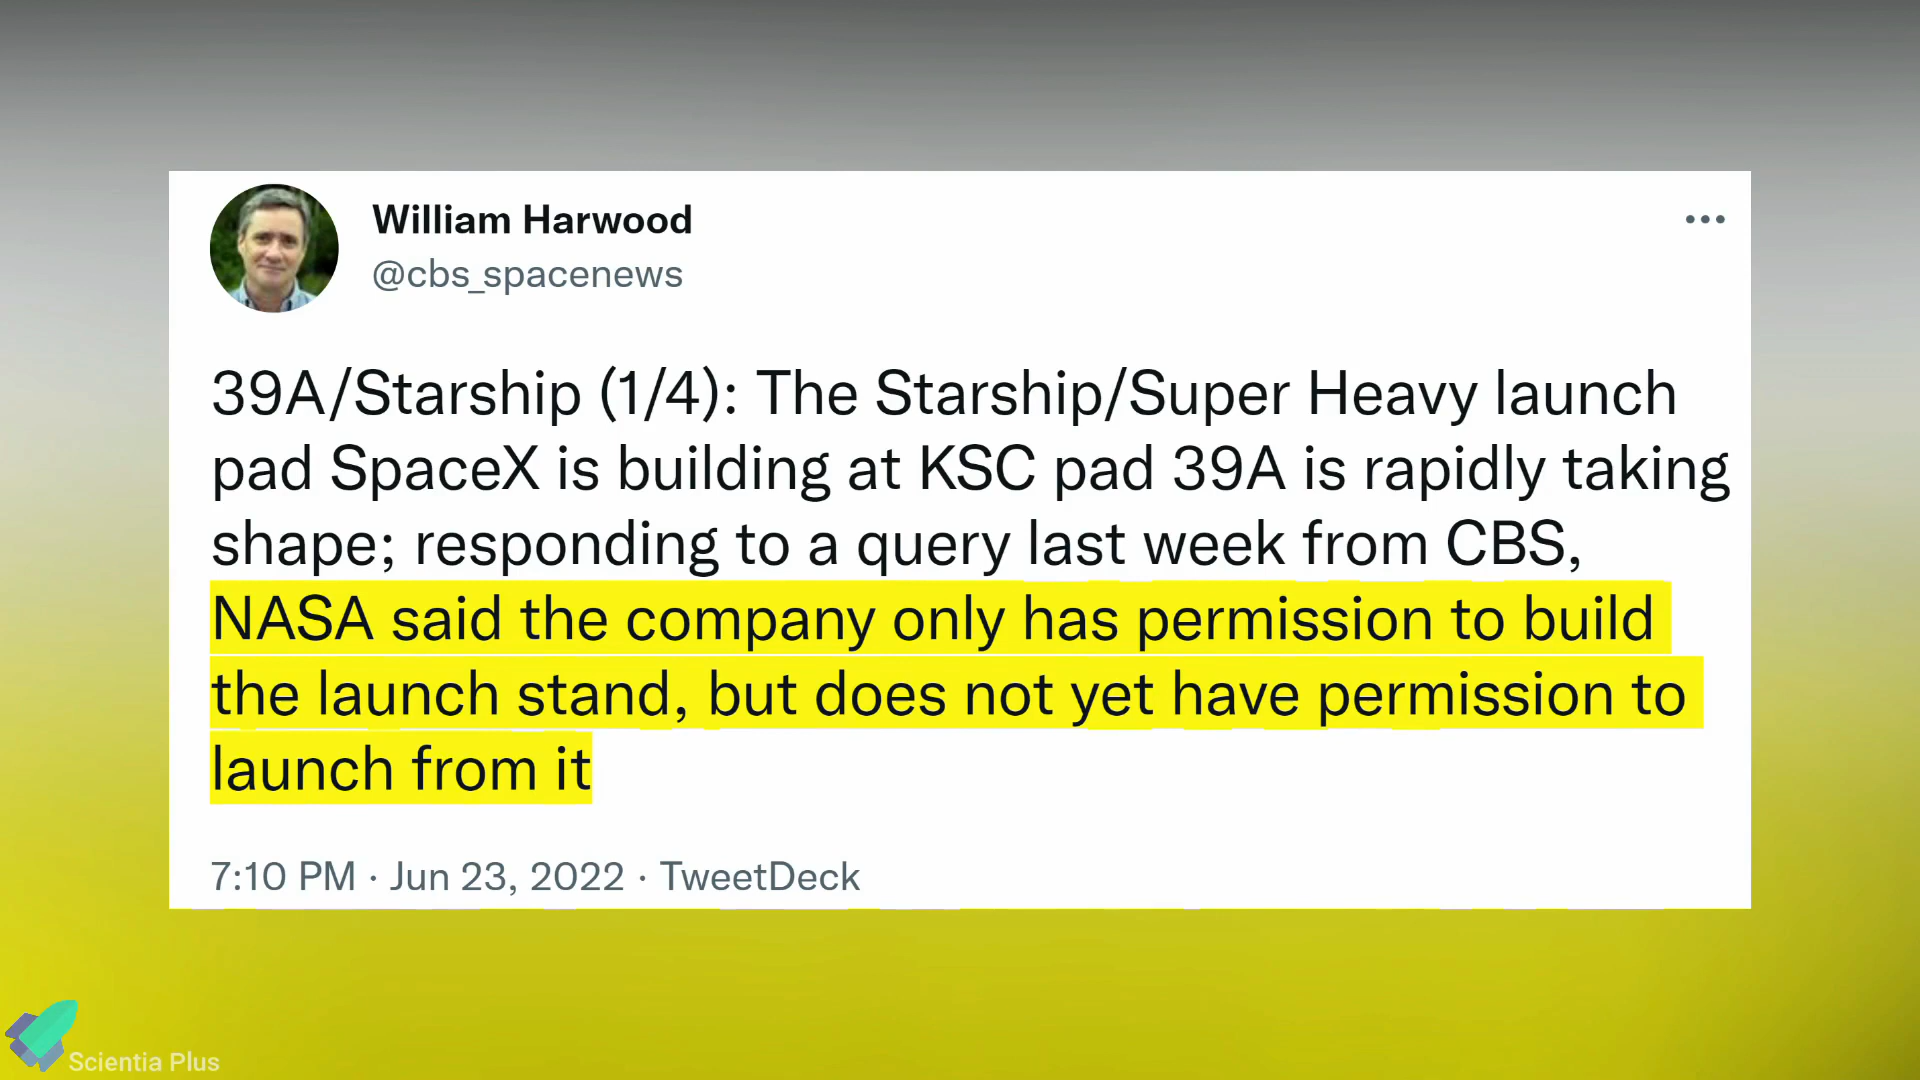 William Harwood
@cbs_spacenews
39A/Starship (1/4): The Starship/Super Heavy launch
pad SpaceX is building at KSC pad 39A is rapidly taking
shape; responding to a query last week from CBS,
NASA said the company only has permission to build
the launch stand, but does not yet have permission to
launch from it
7:10 PM · Jun 23, 2022 · TweetDeck
Scientia Plus